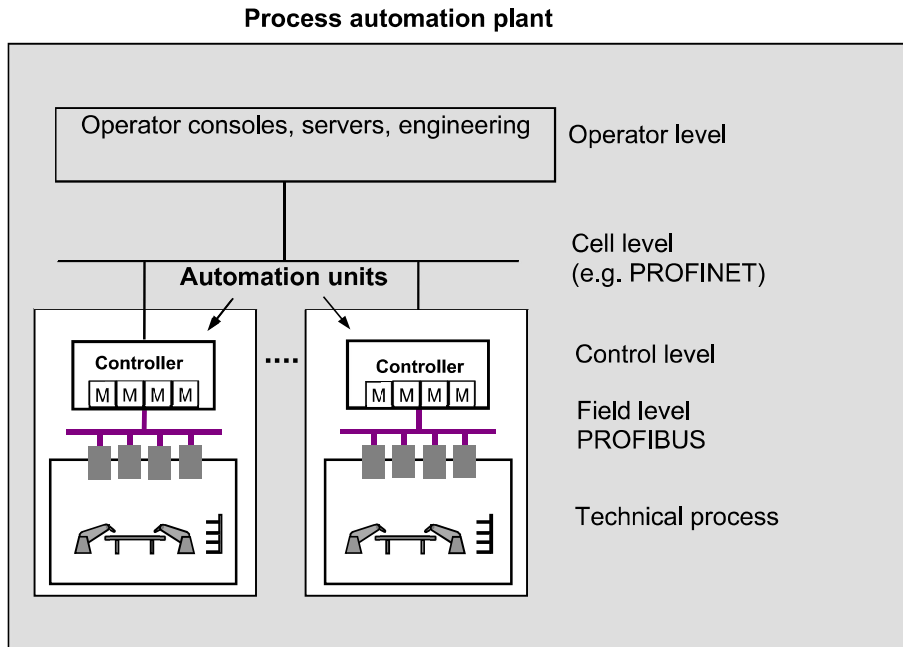 Process automation plant
Operator consoles, servers, engineering
Operator level
Cell level
(e.g. PROFINET)
Automation units
....
Controller
M M M M
Controller
M M M M
Control level
Field level
PROFIBUS
Technical process